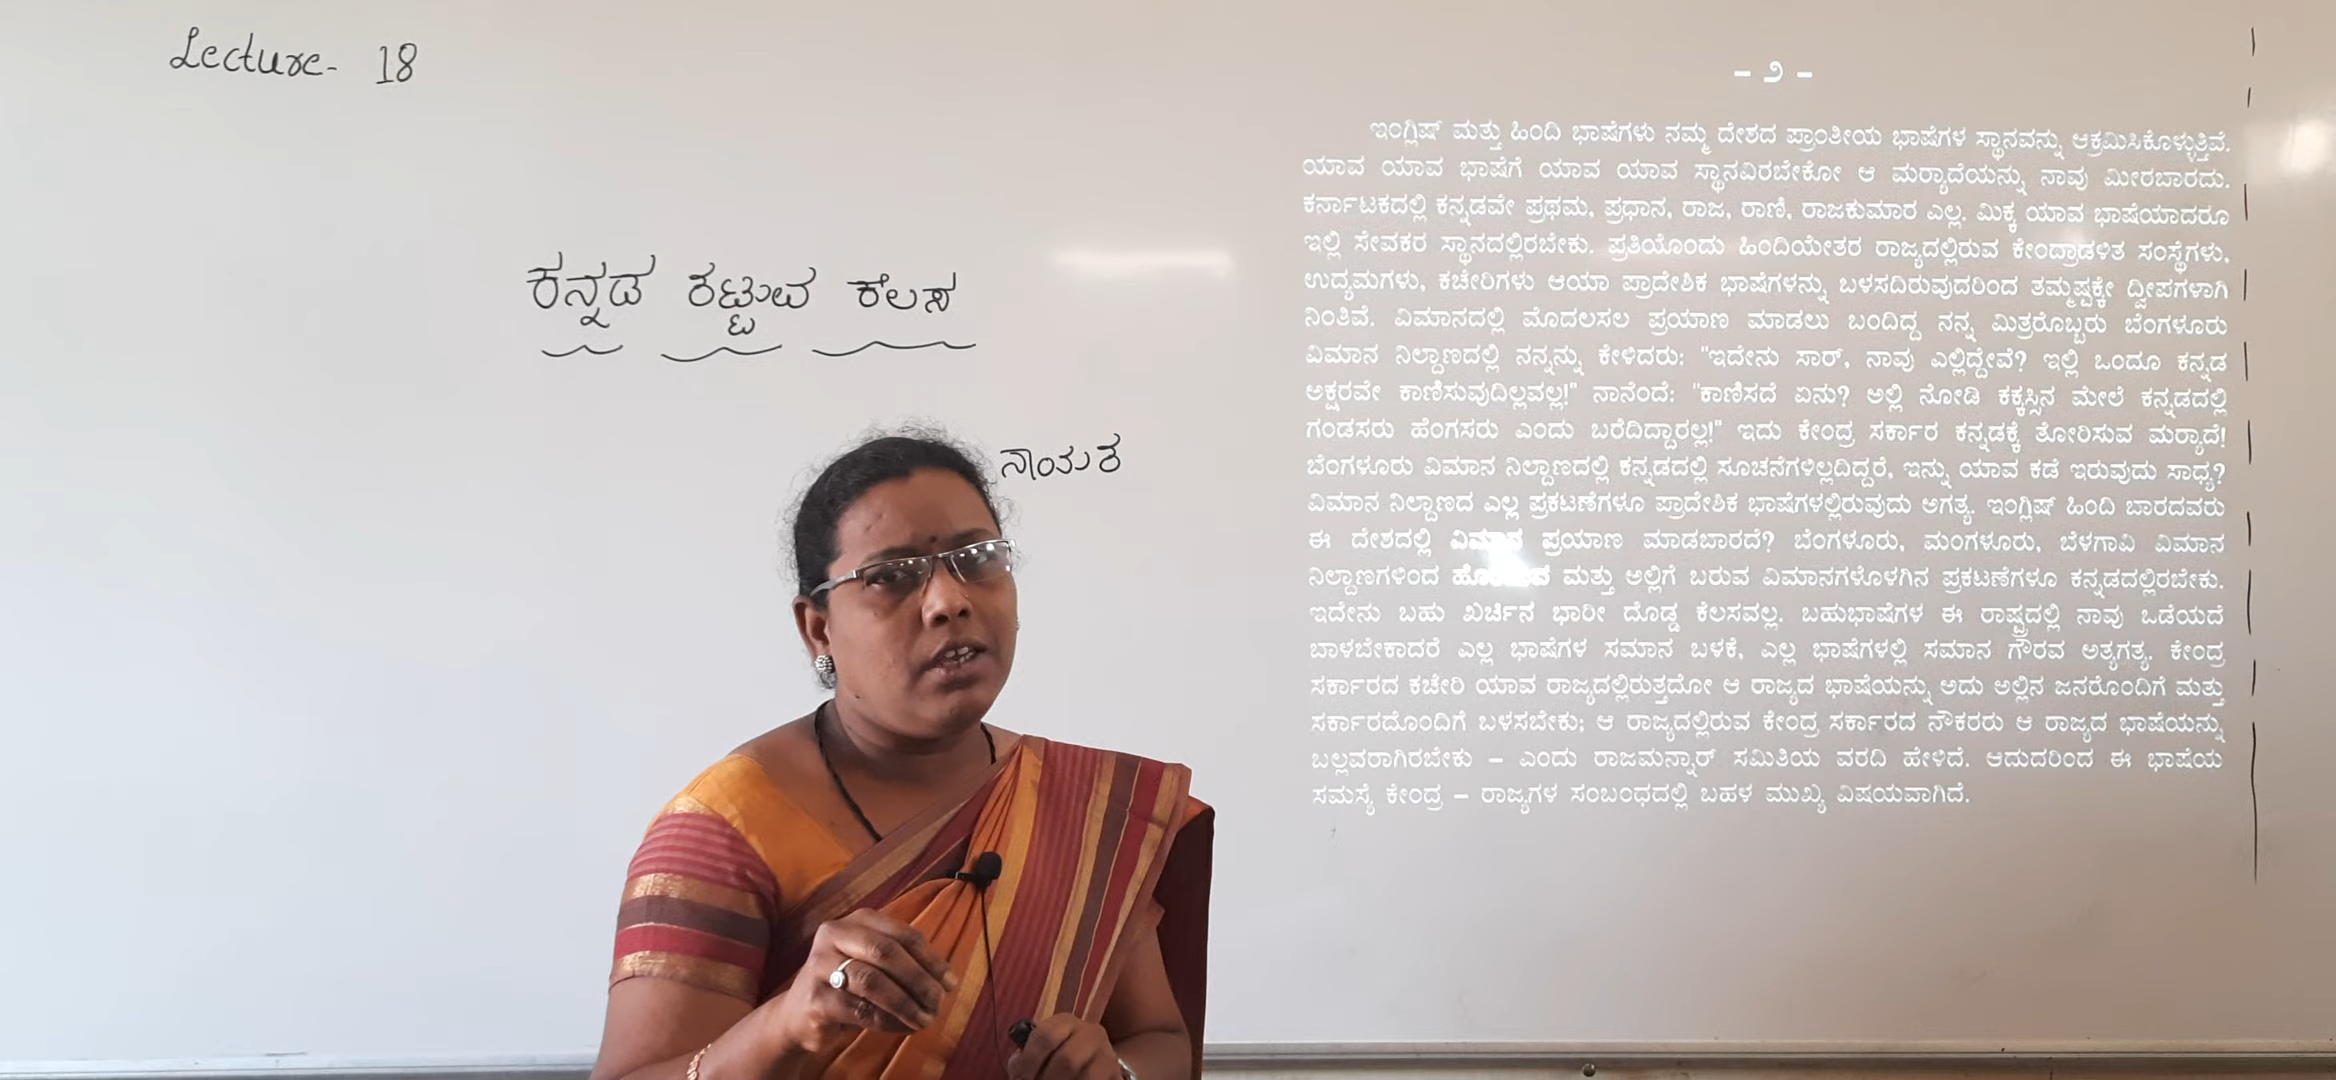 Lecture- 18
ಕನ್ನಡ ಕಟ್ಟುವ ಕೆಲಸ
ನಾಯಕ
– ೨ –
ಇಂಗ್ಲಿಷ್ ಮತ್ತು ಹಿಂದಿ ಭಾಷೆಗಳು ನಮ್ಮ ದೇಶದ ಪ್ರಾಂತೀಯ ಭಾಷೆಗಳ ಸ್ಥಾನವನ್ನು ಆಕ್ರಮಿಸಿಕೊಳ್ಳುತ್ತಿವೆ.
ಯಾವ ಯಾವ ಭಾಷೆಗೆ ಯಾವ ಯಾವ ಸ್ಥಾನವಿರಬೇಕೋ ಆ ಮರ‍್ಯಾದೆಯನ್ನು ನಾವು ಮೀರಬಾರದು.
ಕರ್ನಾಟಕದಲ್ಲಿ ಕನ್ನಡವೇ ಪ್ರಥಮ, ಪ್ರಧಾನ, ರಾಜ, ರಾಣಿ, ರಾಜಕುಮಾರ ಎಲ್ಲ. ಮಿಕ್ಕ ಯಾವ ಭಾಷೆಯಾದರೂ
ಇಲ್ಲಿ ಸೇವಕರ ಸ್ಥಾನದಲ್ಲಿರಬೇಕು. ಪ್ರತಿಯೊಂದು ಹಿಂದಿಯೇತರ ರಾಜ್ಯದಲ್ಲಿರುವ ಕೇಂದ್ರಾಡಳಿತ ಸಂಸ್ಥೆಗಳು,
ಉದ್ಯಮಗಳು, ಕಚೇರಿಗಳು ಆಯಾ ಪ್ರಾದೇಶಿಕ ಭಾಷೆಗಳನ್ನು ಬಳಸದಿರುವುದರಿಂದ ತಮ್ಮಷ್ಟಕ್ಕೇ ದ್ವೀಪಗಳಾಗಿ
ನಿಂತಿವೆ. ವಿಮಾನದಲ್ಲಿ ಮೊದಲಸಲ ಪ್ರಯಾಣ ಮಾಡಲು ಬಂದಿದ್ದ ನನ್ನ ಮಿತ್ರರೊಬ್ಬರು ಬೆಂಗಳೂರು
ವಿಮಾನ ನಿಲ್ದಾಣದಲ್ಲಿ ನನ್ನನ್ನು ಕೇಳಿದರು: "ಇದೇನು ಸಾರ್, ನಾವು ಎಲ್ಲಿದ್ದೇವೆ? ಇಲ್ಲಿ ಒಂದೂ ಕನ್ನಡ
ಅಕ್ಷರವೇ ಕಾಣಿಸುವುದಿಲ್ಲವಲ್ಲ!" ನಾನೆಂದೆ: "ಕಾಣಿಸದೆ ಏನು? ಅಲ್ಲಿ ನೋಡಿ ಕಕ್ಕಸ್ಸಿನ ಮೇಲೆ ಕನ್ನಡದಲ್ಲಿ
ಗಂಡಸರು ಹೆಂಗಸರು ಎಂದು ಬರೆದಿದ್ದಾರಲ್ಲ!" ಇದು ಕೇಂದ್ರ ಸರ್ಕಾರ ಕನ್ನಡಕ್ಕೆ ತೋರಿಸುವ ಮರ‍್ಯಾದೆ!
ಬೆಂಗಳೂರು ವಿಮಾನ ನಿಲ್ದಾಣದಲ್ಲಿ ಕನ್ನಡದಲ್ಲಿ ಸೂಚನೆಗಳಿಲ್ಲದಿದ್ದರೆ, ಇನ್ನು ಯಾವ ಕಡೆ ಇರುವುದು ಸಾಧ್ಯ?
ವಿಮಾನ ನಿಲ್ದಾಣದ ಎಲ್ಲ ಪ್ರಕಟಣೆಗಳೂ ಪ್ರಾದೇಶಿಕ ಭಾಷೆಗಳಲ್ಲಿರುವುದು ಅಗತ್ಯ. ಇಂಗ್ಲಿಷ್ ಹಿಂದಿ ಬಾರದವರು
ಈ ದೇಶದಲ್ಲಿ ವಿಮಾನ ಪ್ರಯಾಣ ಮಾಡಬಾರದೆ? ಬೆಂಗಳೂರು, ಮಂಗಳೂರು, ಬೆಳಗಾವಿ ವಿಮಾನ
ನಿಲ್ದಾಣಗಳಿಂದ ಹೊರಡುವ ಮತ್ತು ಅಲ್ಲಿಗೆ ಬರುವ ವಿಮಾನಗಳೊಳಗಿನ ಪ್ರಕಟಣೆಗಳೂ ಕನ್ನಡದಲ್ಲಿರಬೇಕು.
ಇದೇನು ಬಹು ಖರ್ಚಿನ ಭಾರೀ ದೊಡ್ಡ ಕೆಲಸವಲ್ಲ. ಬಹುಭಾಷೆಗಳ ಈ ರಾಷ್ಟ್ರದಲ್ಲಿ ನಾವು ಒಡೆಯದೆ
ಬಾಳಬೇಕಾದರೆ ಎಲ್ಲ ಭಾಷೆಗಳ ಸಮಾನ ಬಳಕೆ, ಎಲ್ಲ ಭಾಷೆಗಳಲ್ಲಿ ಸಮಾನ ಗೌರವ ಅತ್ಯಗತ್ಯ. ಕೇಂದ್ರ
ಸರ್ಕಾರದ ಕಚೇರಿ ಯಾವ ರಾಜ್ಯದಲ್ಲಿರುತ್ತದೋ ಆ ರಾಜ್ಯದ ಭಾಷೆಯನ್ನು ಅದು ಅಲ್ಲಿನ ಜನರೊಂದಿಗೆ ಮತ್ತು
ಸರ್ಕಾರದೊಂದಿಗೆ ಬಳಸಬೇಕು; ಆ ರಾಜ್ಯದಲ್ಲಿರುವ ಕೇಂದ್ರ ಸರ್ಕಾರದ ನೌಕರರು ಆ ರಾಜ್ಯದ ಭಾಷೆಯನ್ನು
ಬಲ್ಲವರಾಗಿರಬೇಕು – ಎಂದು ರಾಜಮನ್ನಾರ್ ಸಮಿತಿಯ ವರದಿ ಹೇಳಿದೆ. ಆದುದರಿಂದ ಈ ಭಾಷೆಯ
ಸಮಸ್ಯೆ ಕೇಂದ್ರ – ರಾಜ್ಯಗಳ ಸಂಬಂಧದಲ್ಲಿ ಬಹಳ ಮುಖ್ಯ ವಿಷಯವಾಗಿದೆ.